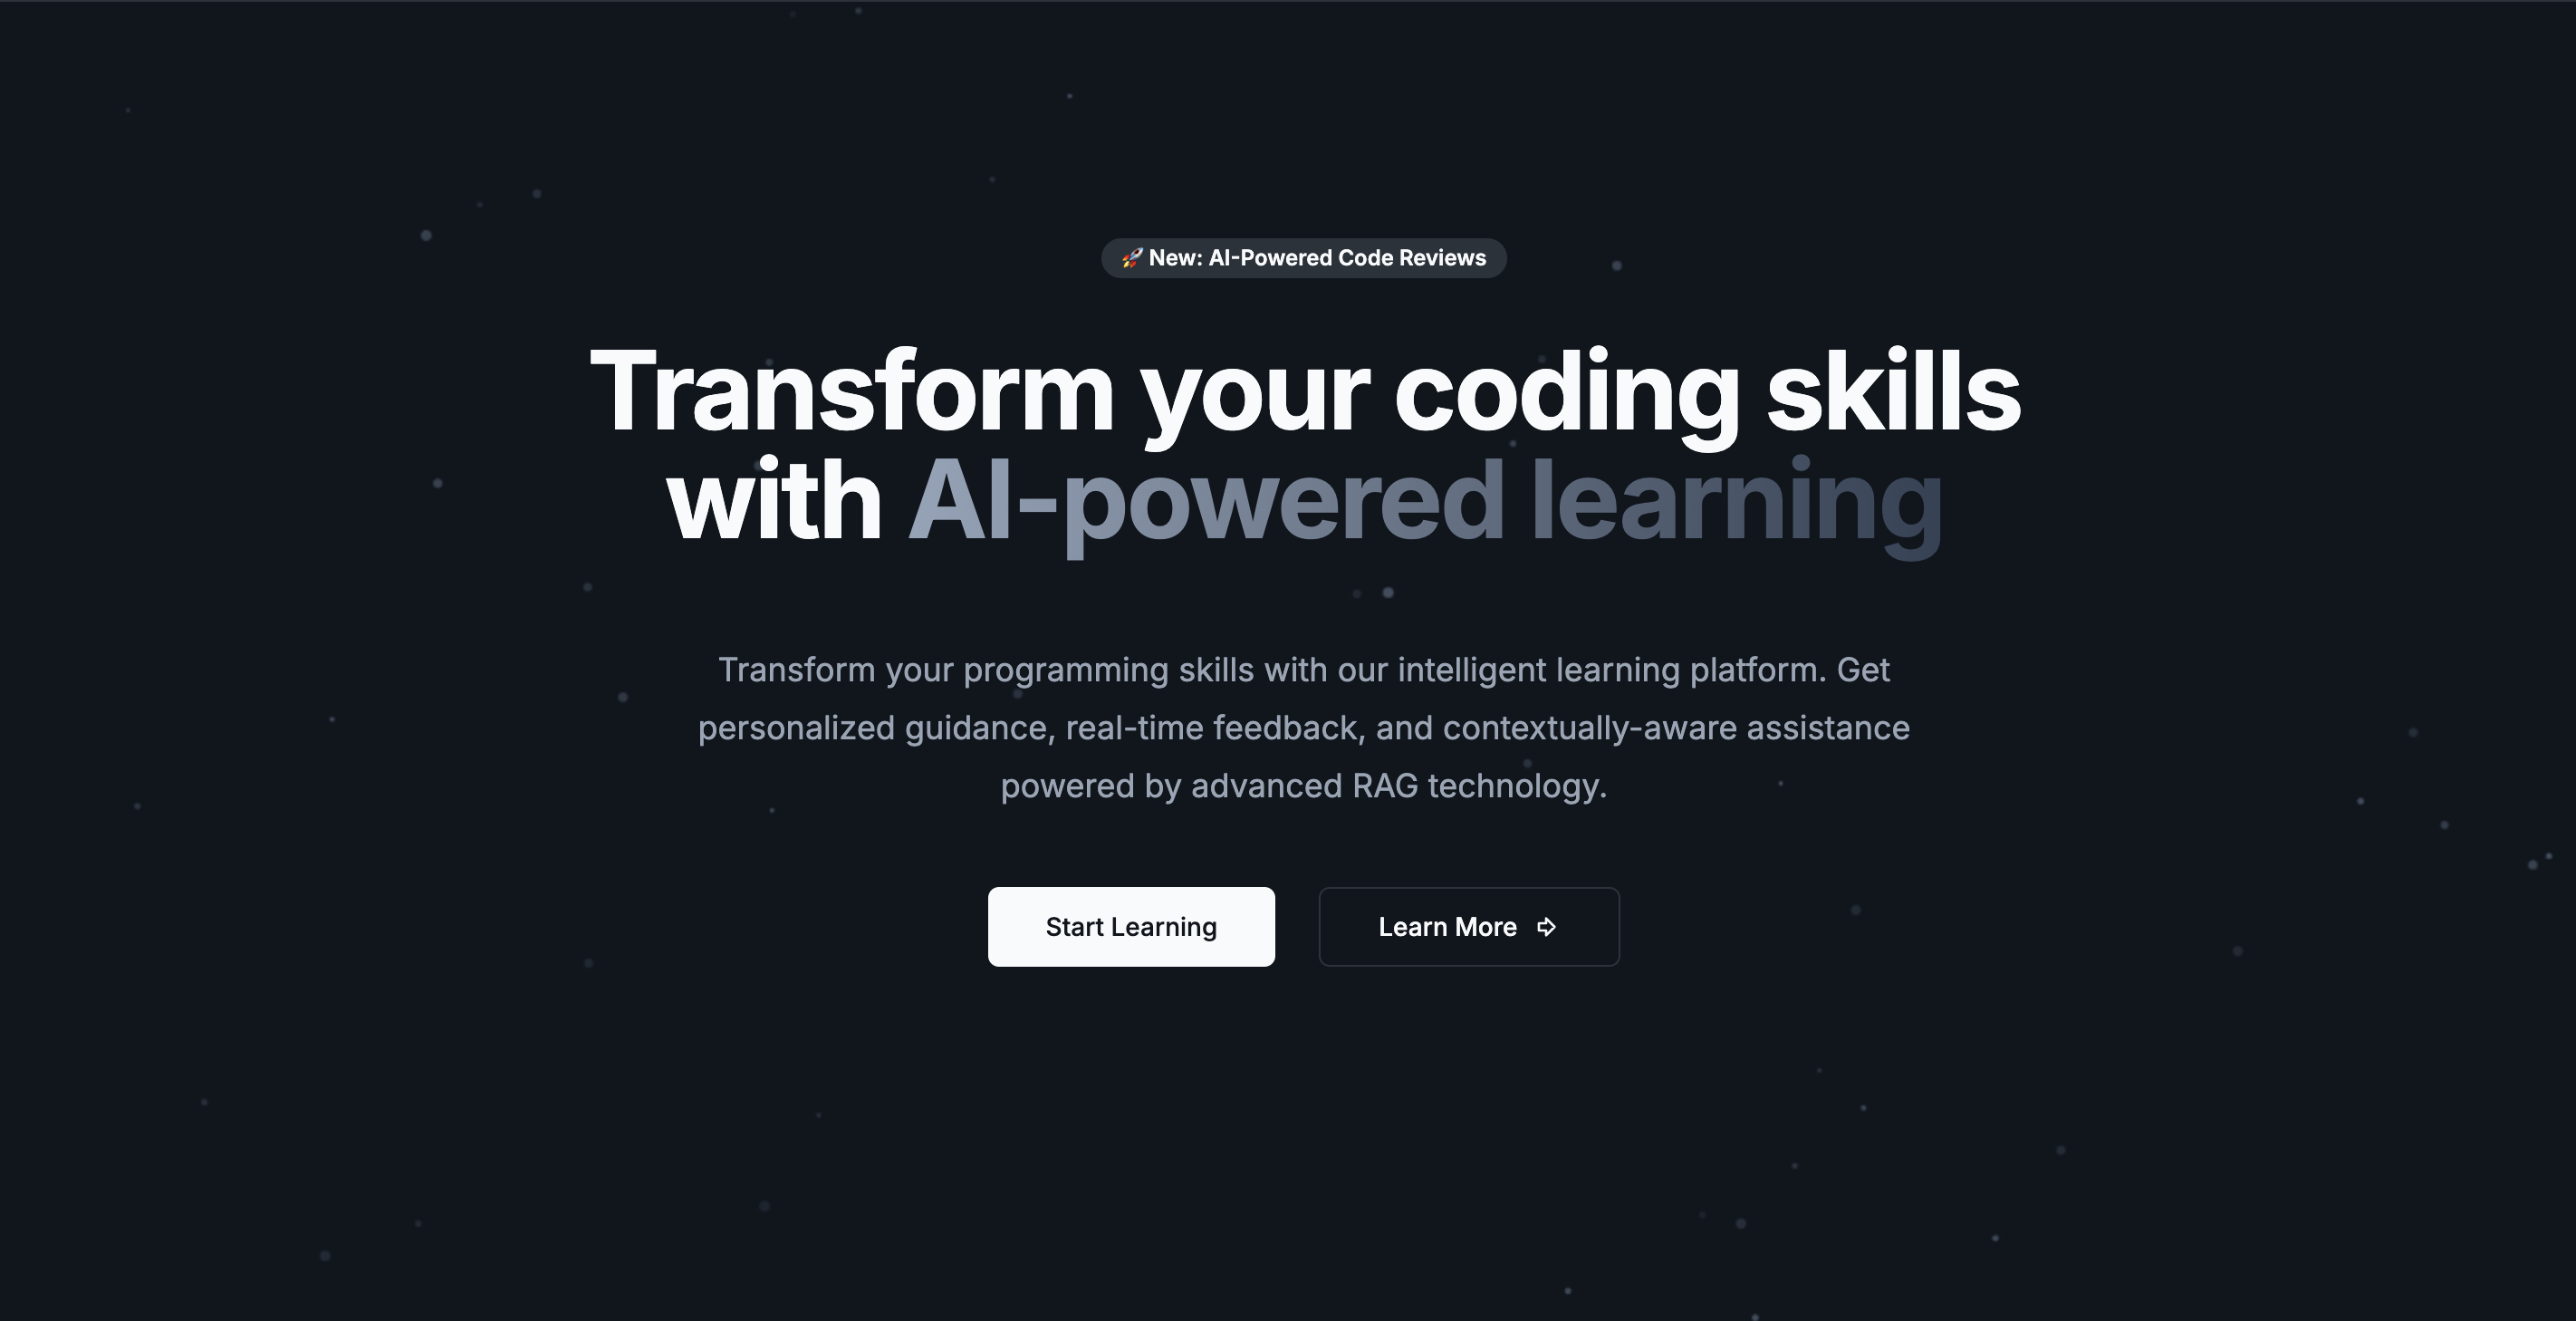 🚀 New: AI-Powered Code Reviews
Transform your coding skills
with AI-powered learning
Transform your programming skills with our intelligent learning platform. Get
personalized guidance, real-time feedback, and contextually-aware assistance
powered by advanced RAG technology.
Start Learning
Learn More